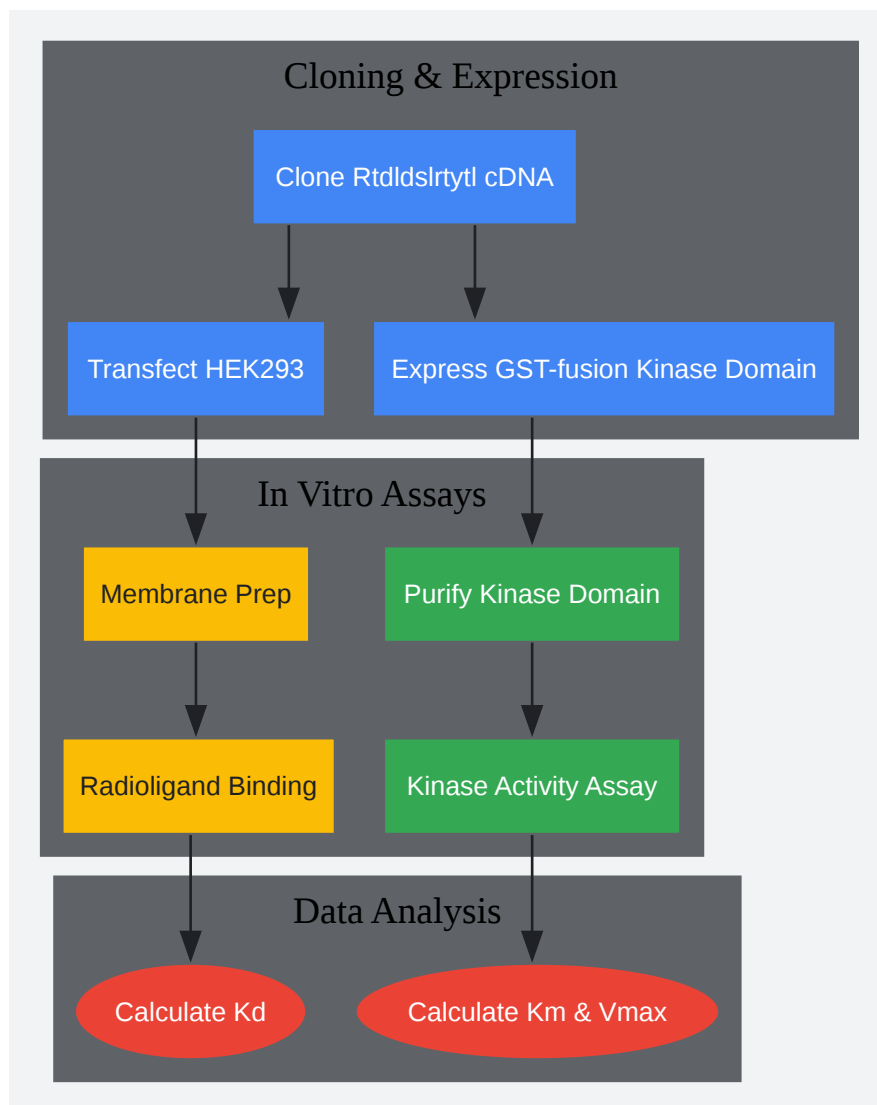 Cloning & Expression
Clone Rtdldslrtytl cDNA
Transfect HEK293
Express GST-fusion Kinase Domain
In Vitro Assays
Membrane Prep
Purify Kinase Domain
Radioligand Binding
Kinase Activity Assay
Data Analysis
Calculate Kd
Calculate Km & Vmax